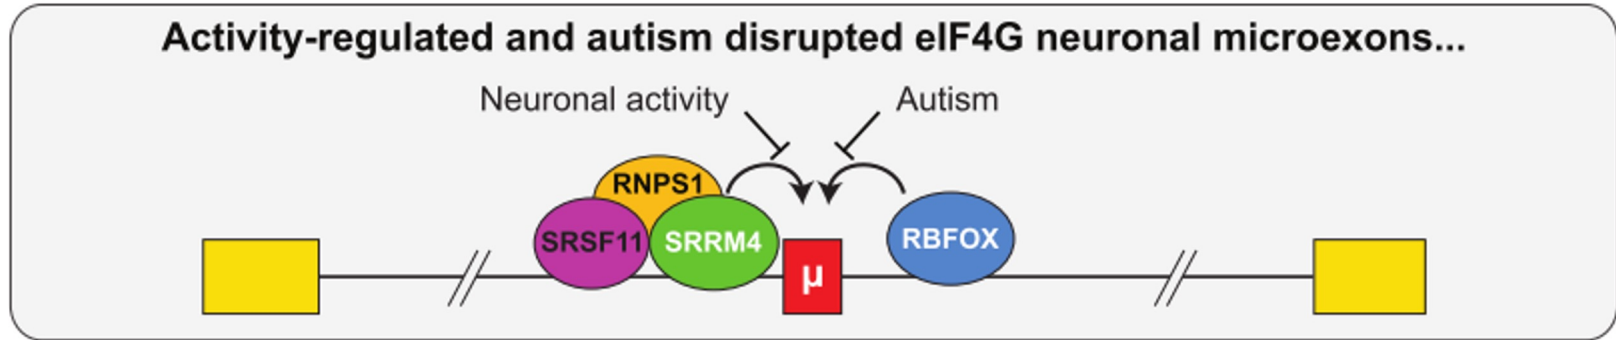 Activity-regulated and autism disrupted eIF4G neuronal microexons...
Neuronal activity
Autism
RNPS1
SRSF11
SRRM4
RBFOX
μ